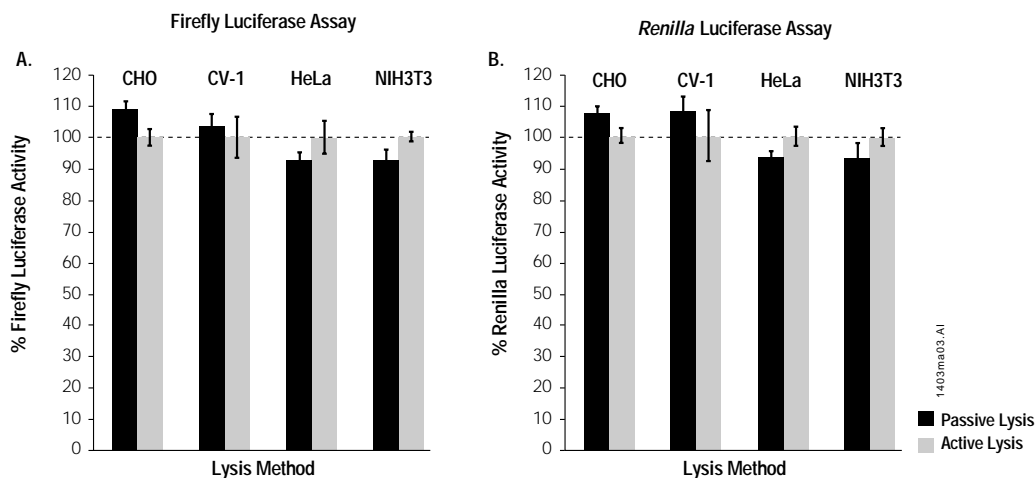 Firefly Luciferase Assay
A.
CHO CV-1 HeLa NIH3T3
% Firefly Luciferase Activity
120
110
100
90
80
70
60
50
40
30
20
10
0
Lysis Method
Renilla Luciferase Assay
B.
CHO CV-1 HeLa NIH3T3
% Renilla Luciferase Activity
120
110
100
90
80
70
60
50
40
30
20
10
0
Lysis Method
1403ma03.AI
Passive Lysis
Active Lysis